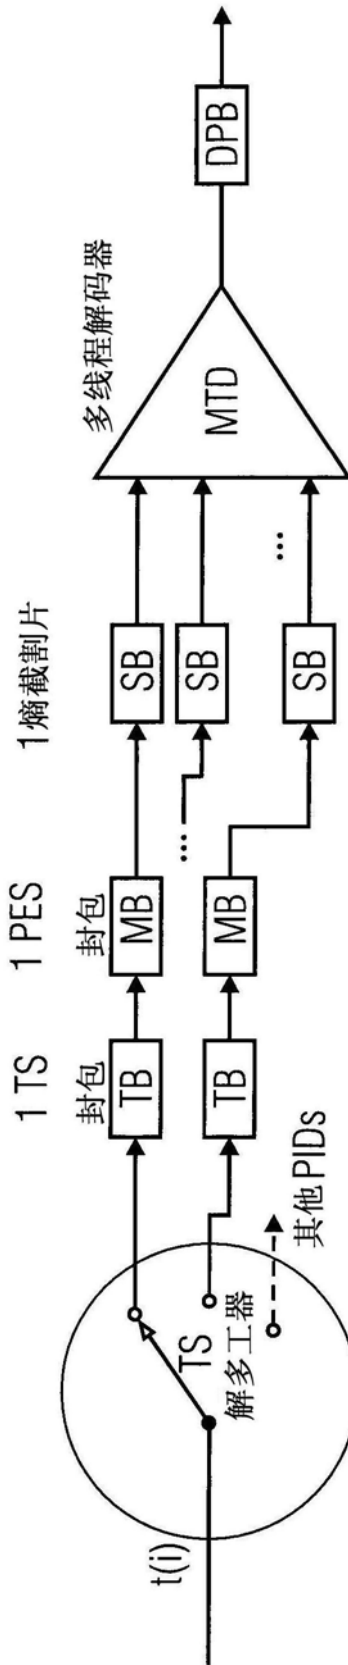 t(i)
TS
解多工器
其他PIDs
1 TS
封包
TB
TB
1 PES
封包
MB
MB
...
1熵截割片
SB
SB
SB
...
多线程解码器
MTD
DPB